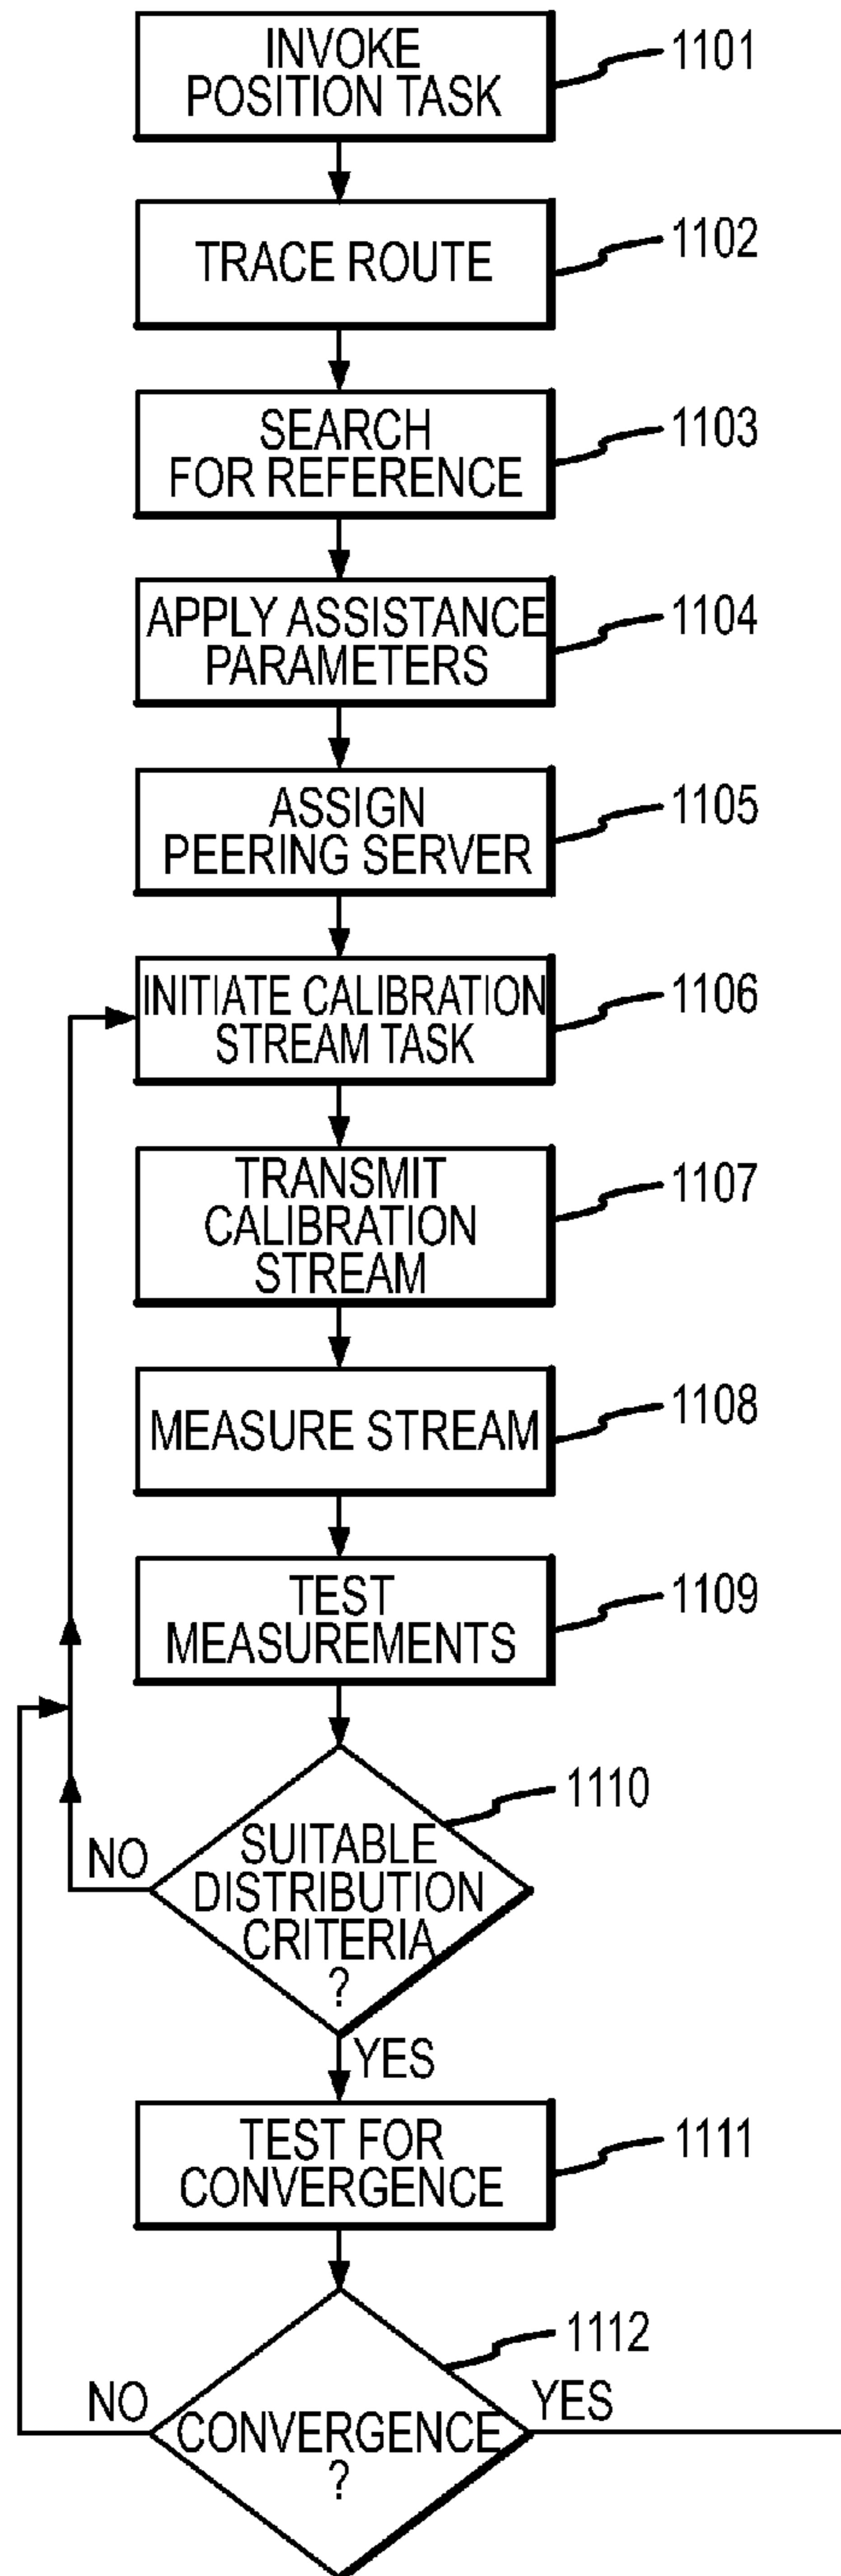 INVOKE
POSITION TASK
1101
TRACE ROUTE
1102
SEARCH
FOR REFERENCE
1103
APPLY ASSISTANCE
PARAMETERS
1104
ASSIGN
PEERING SERVER
1105
INITIATE CALIBRATION
STREAM TASK
1106
TRANSMIT
CALIBRATION
STREAM
1107
MEASURE STREAM
1108
TEST
MEASUREMENTS
1109
1110
NO
SUITABLE
DISTRIBUTION
CRITERIA
?
YES
TEST FOR
CONVERGENCE
1111
1112
NO
YES
CONVERGENCE
?